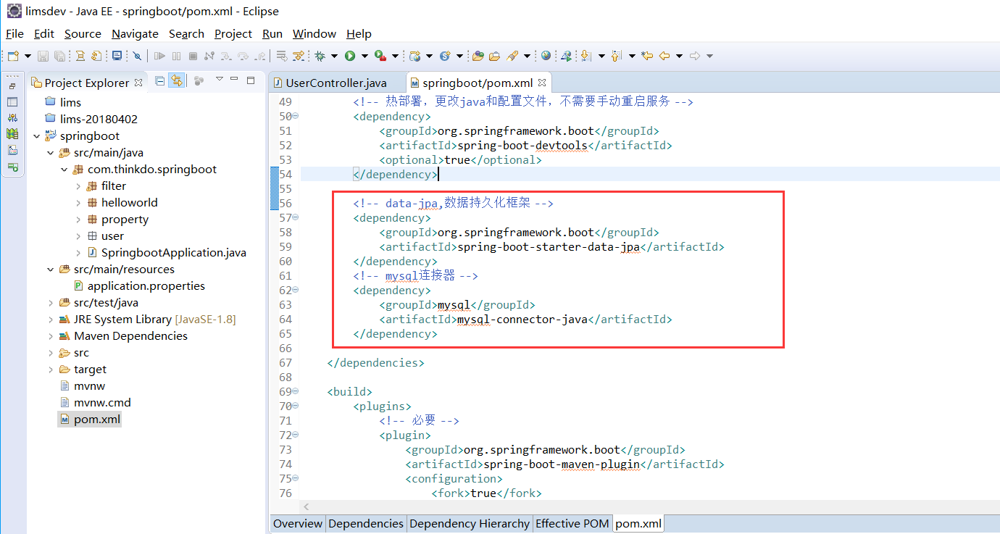 limsdev - Java EE - springboot/pom.xml - Eclipse
File Edit Source Navigate Search Project Run Window Help
Project Explorer
lims
lims-20180402
springboot
src/main/java
com.thinkdo.springboot
filter
helloworld
property
user
SpringbootApplication.java
src/main/resources
application.properties
src/test/java
JRE System Library [JavaSE-1.8]
Maven Dependencies
src
target
mvnw
mvnw.cmd
pom.xml
UserController.java
springboot/pom.xml
49 <!-- 热部署，更改java和配置文件，不需要手动重启服务 -->
50 <dependency>
51 <groupId>org.springframework.boot</groupId>
52 <artifactId>spring-boot-devtools</artifactId>
53 <optional>true</optional>
54 </dependency>
55
56 <!-- data-jpa,数据持久化框架 -->
57 <dependency>
58 <groupId>org.springframework.boot</groupId>
59 <artifactId>spring-boot-starter-data-jpa</artifactId>
60 </dependency>
61 <!-- mysql连接器 -->
62 <dependency>
63 <groupId>mysql</groupId>
64 <artifactId>mysql-connector-java</artifactId>
65 </dependency>
66
67 </dependencies>
68
69 <build>
70 <plugins>
71 <!-- 必要 -->
72 <plugin>
73 <groupId>org.springframework.boot</groupId>
74 <artifactId>spring-boot-maven-plugin</artifactId>
75 <configuration>
76 <fork>true</fork>
Overview Dependencies Dependency Hierarchy Effective POM pom.xml